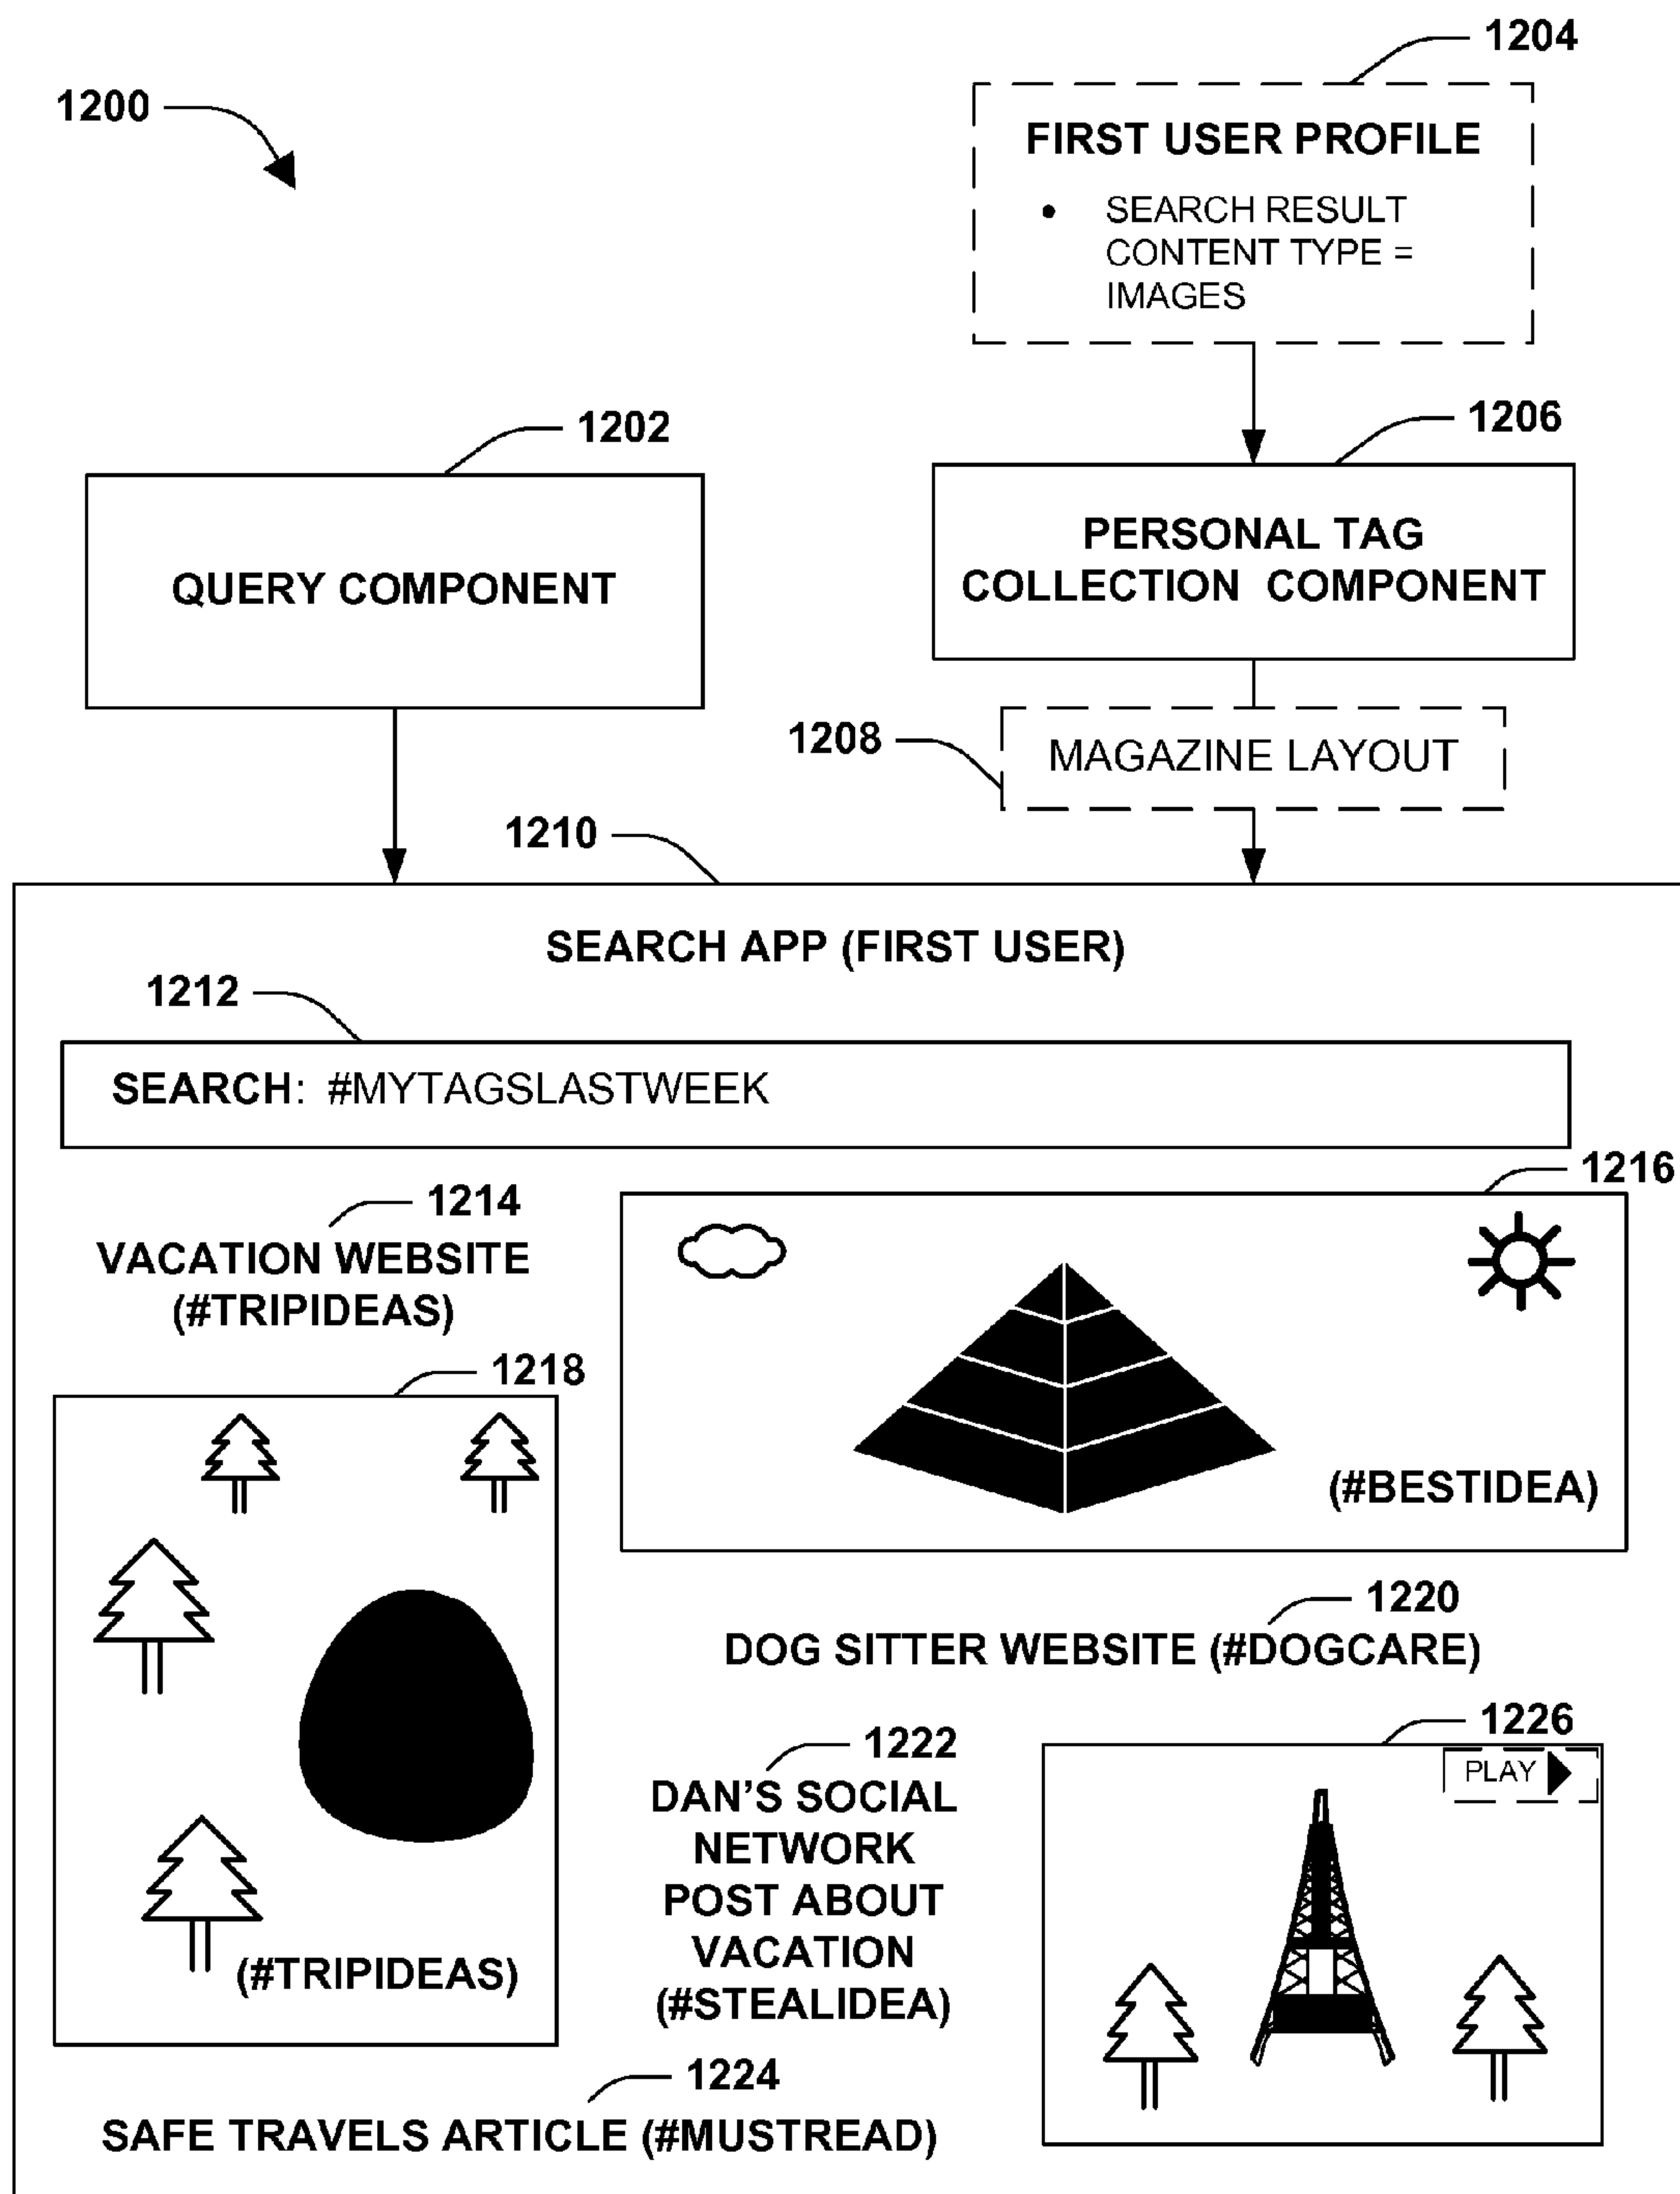 1204
1200
FIRST USER PROFILE
• SEARCH RESULT
CONTENT TYPE =
IMAGES
1202
1206
QUERY COMPONENT
PERSONAL TAG
COLLECTION COMPONENT
1208
MAGAZINE LAYOUT
1210
SEARCH APP (FIRST USER)
1212
SEARCH: #MYTAGSLASTWEEK
1214
VACATION WEBSITE
(#TRIPIDEAS)
1216
(#BESTIDEA)
1218
(#TRIPIDEAS)
1220
DOG SITTER WEBSITE (#DOGCARE)
1222
DAN'S SOCIAL
NETWORK
POST ABOUT
VACATION
(#STEALIDEA)
1226
PLAY
1224
SAFE TRAVELS ARTICLE (#MUSTREAD)